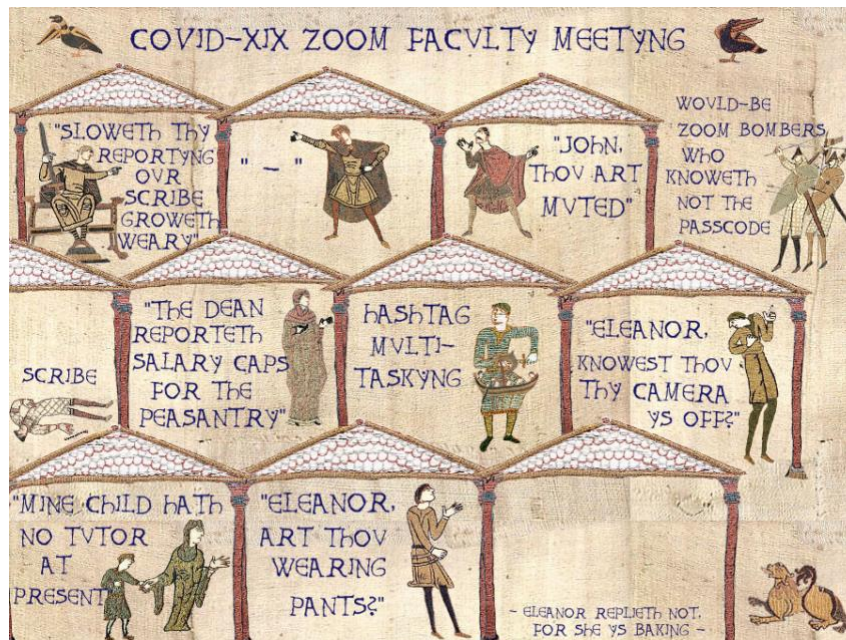 COVID-XIX ZOOM FACVLTY MEETYNG
"SLOWETH THY
REPORTYNG
OVR
SCRIBE
GROWETH
WEARY"
" – "
"JOHN,
THOV ART
MVTED"
WOVLD-BE
ZOOM BOMBERS
WHO
KNOWETH
NOT THE
PASSCODE
SCRIBE
"THE DEAN
REPORTETH
SALARY CAPS
FOR THE
PEASANTRY"
HASHTAG
MVLTI-
TASKYNG
"ELEANOR,
KNOWEST THOV
THY CAMERA
YS OFF?"
"MINE CHILD HATH
NO TVTOR
AT
PRESENT"
"ELEANOR,
ART THOV
WEARING
PANTS?"
- ELEANOR REPLIETH NOT,
FOR SHE YS BAKING -